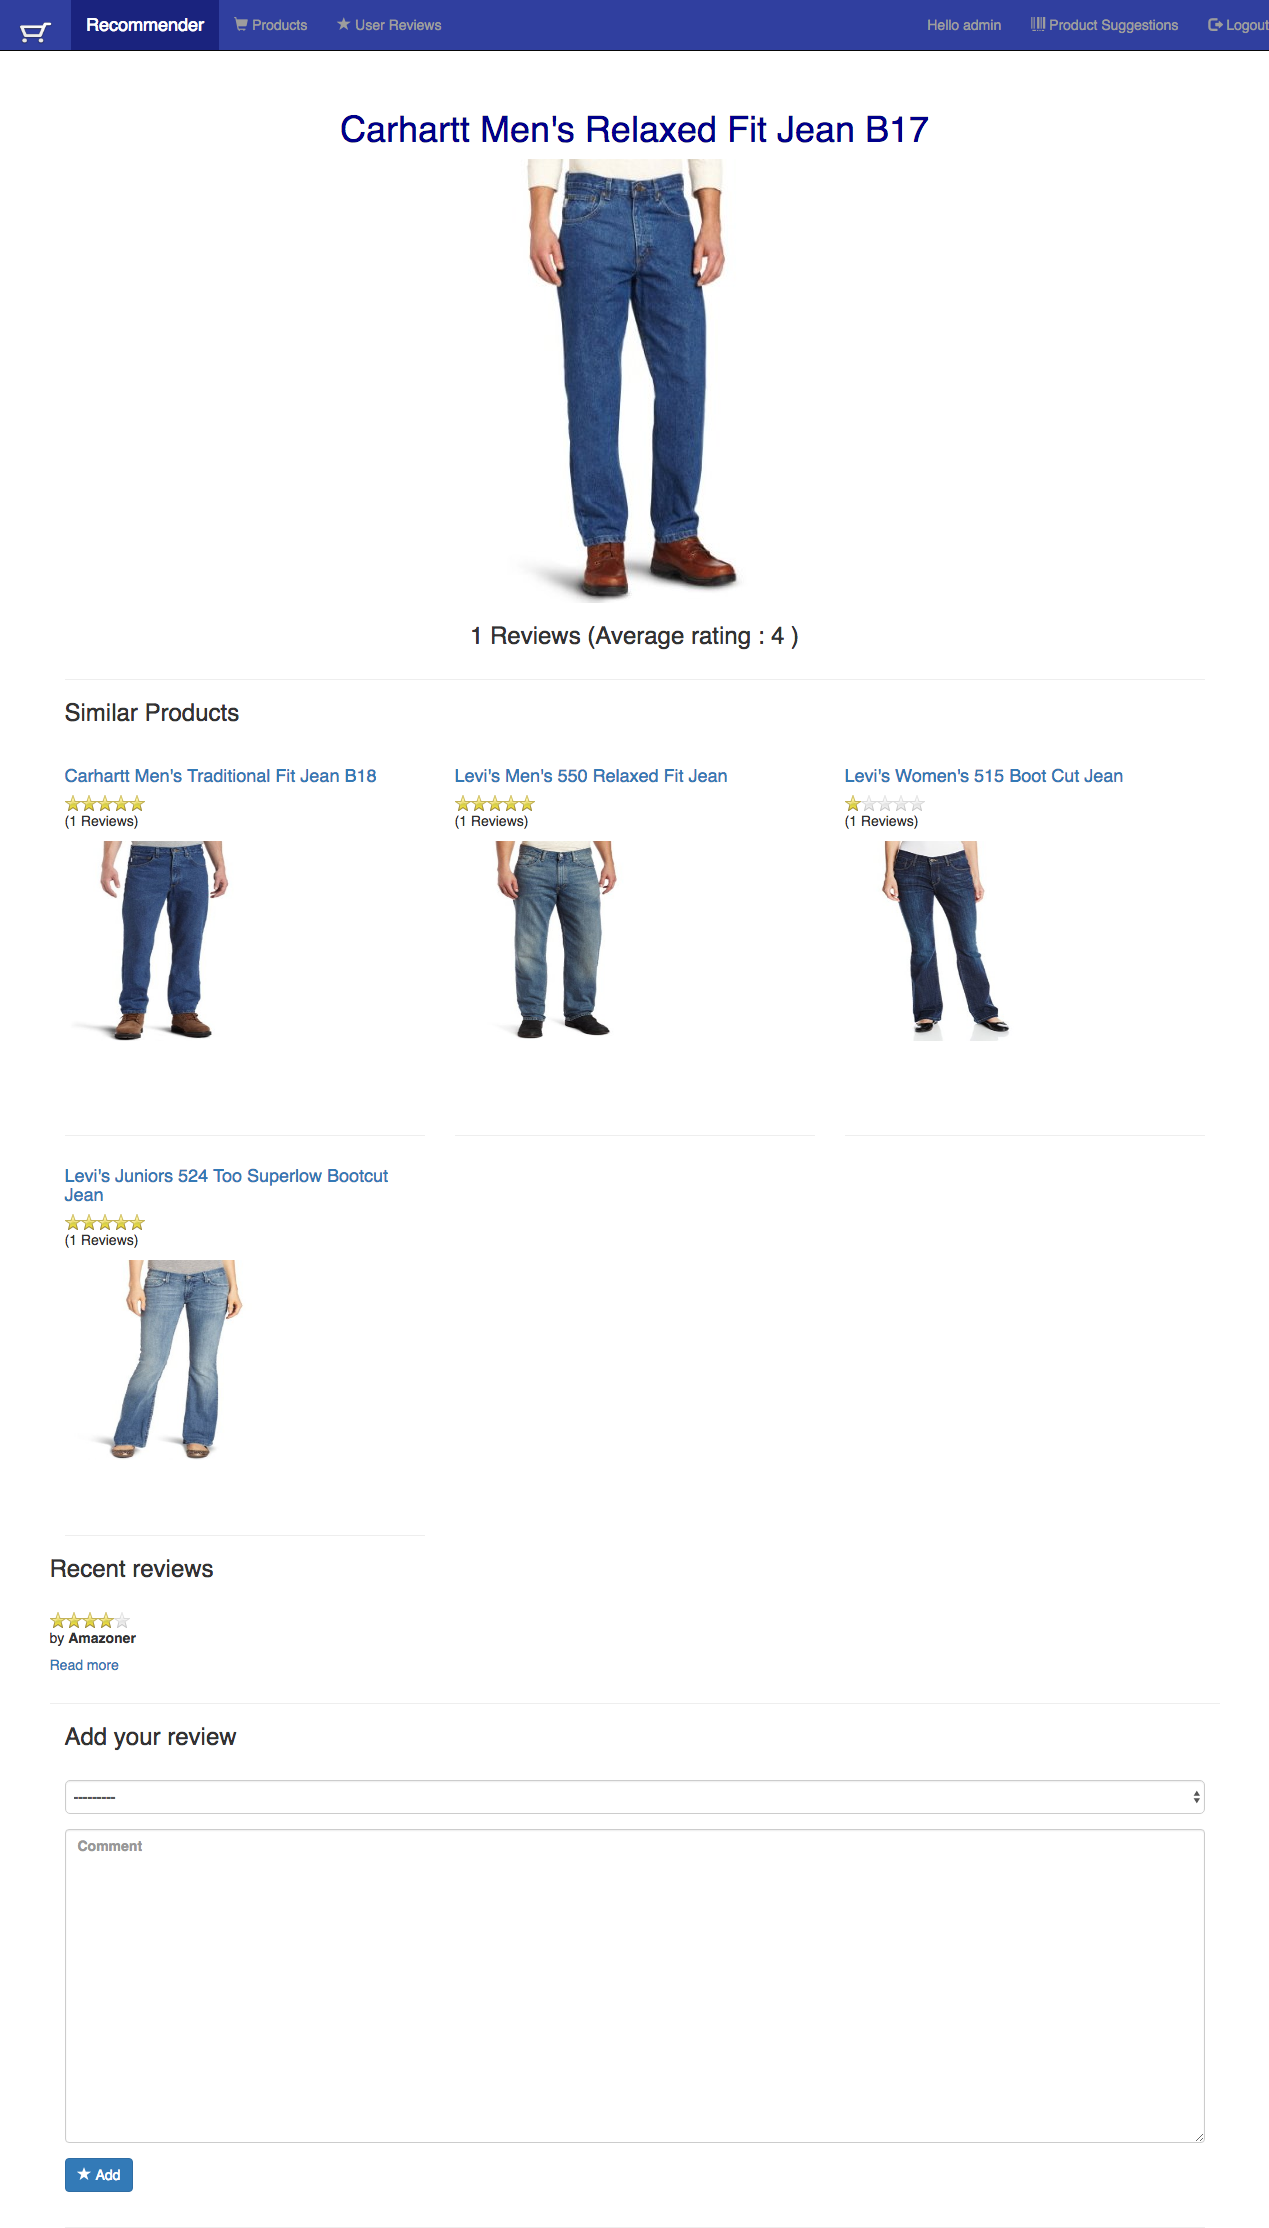 Recommender Products User Reviews Hello admin Product Suggestions Logout
Carhartt Men's Relaxed Fit Jean B17
1 Reviews (Average rating : 4 )
Similar Products
Carhartt Men's Traditional Fit Jean B18
(1 Reviews)
Levi's Men's 550 Relaxed Fit Jean
(1 Reviews)
Levi's Women's 515 Boot Cut Jean
(1 Reviews)
Levi's Juniors 524 Too Superlow Bootcut
Jean
(1 Reviews)
Recent reviews
by Amazoner
Read more
Add your review
---------
Comment
Add